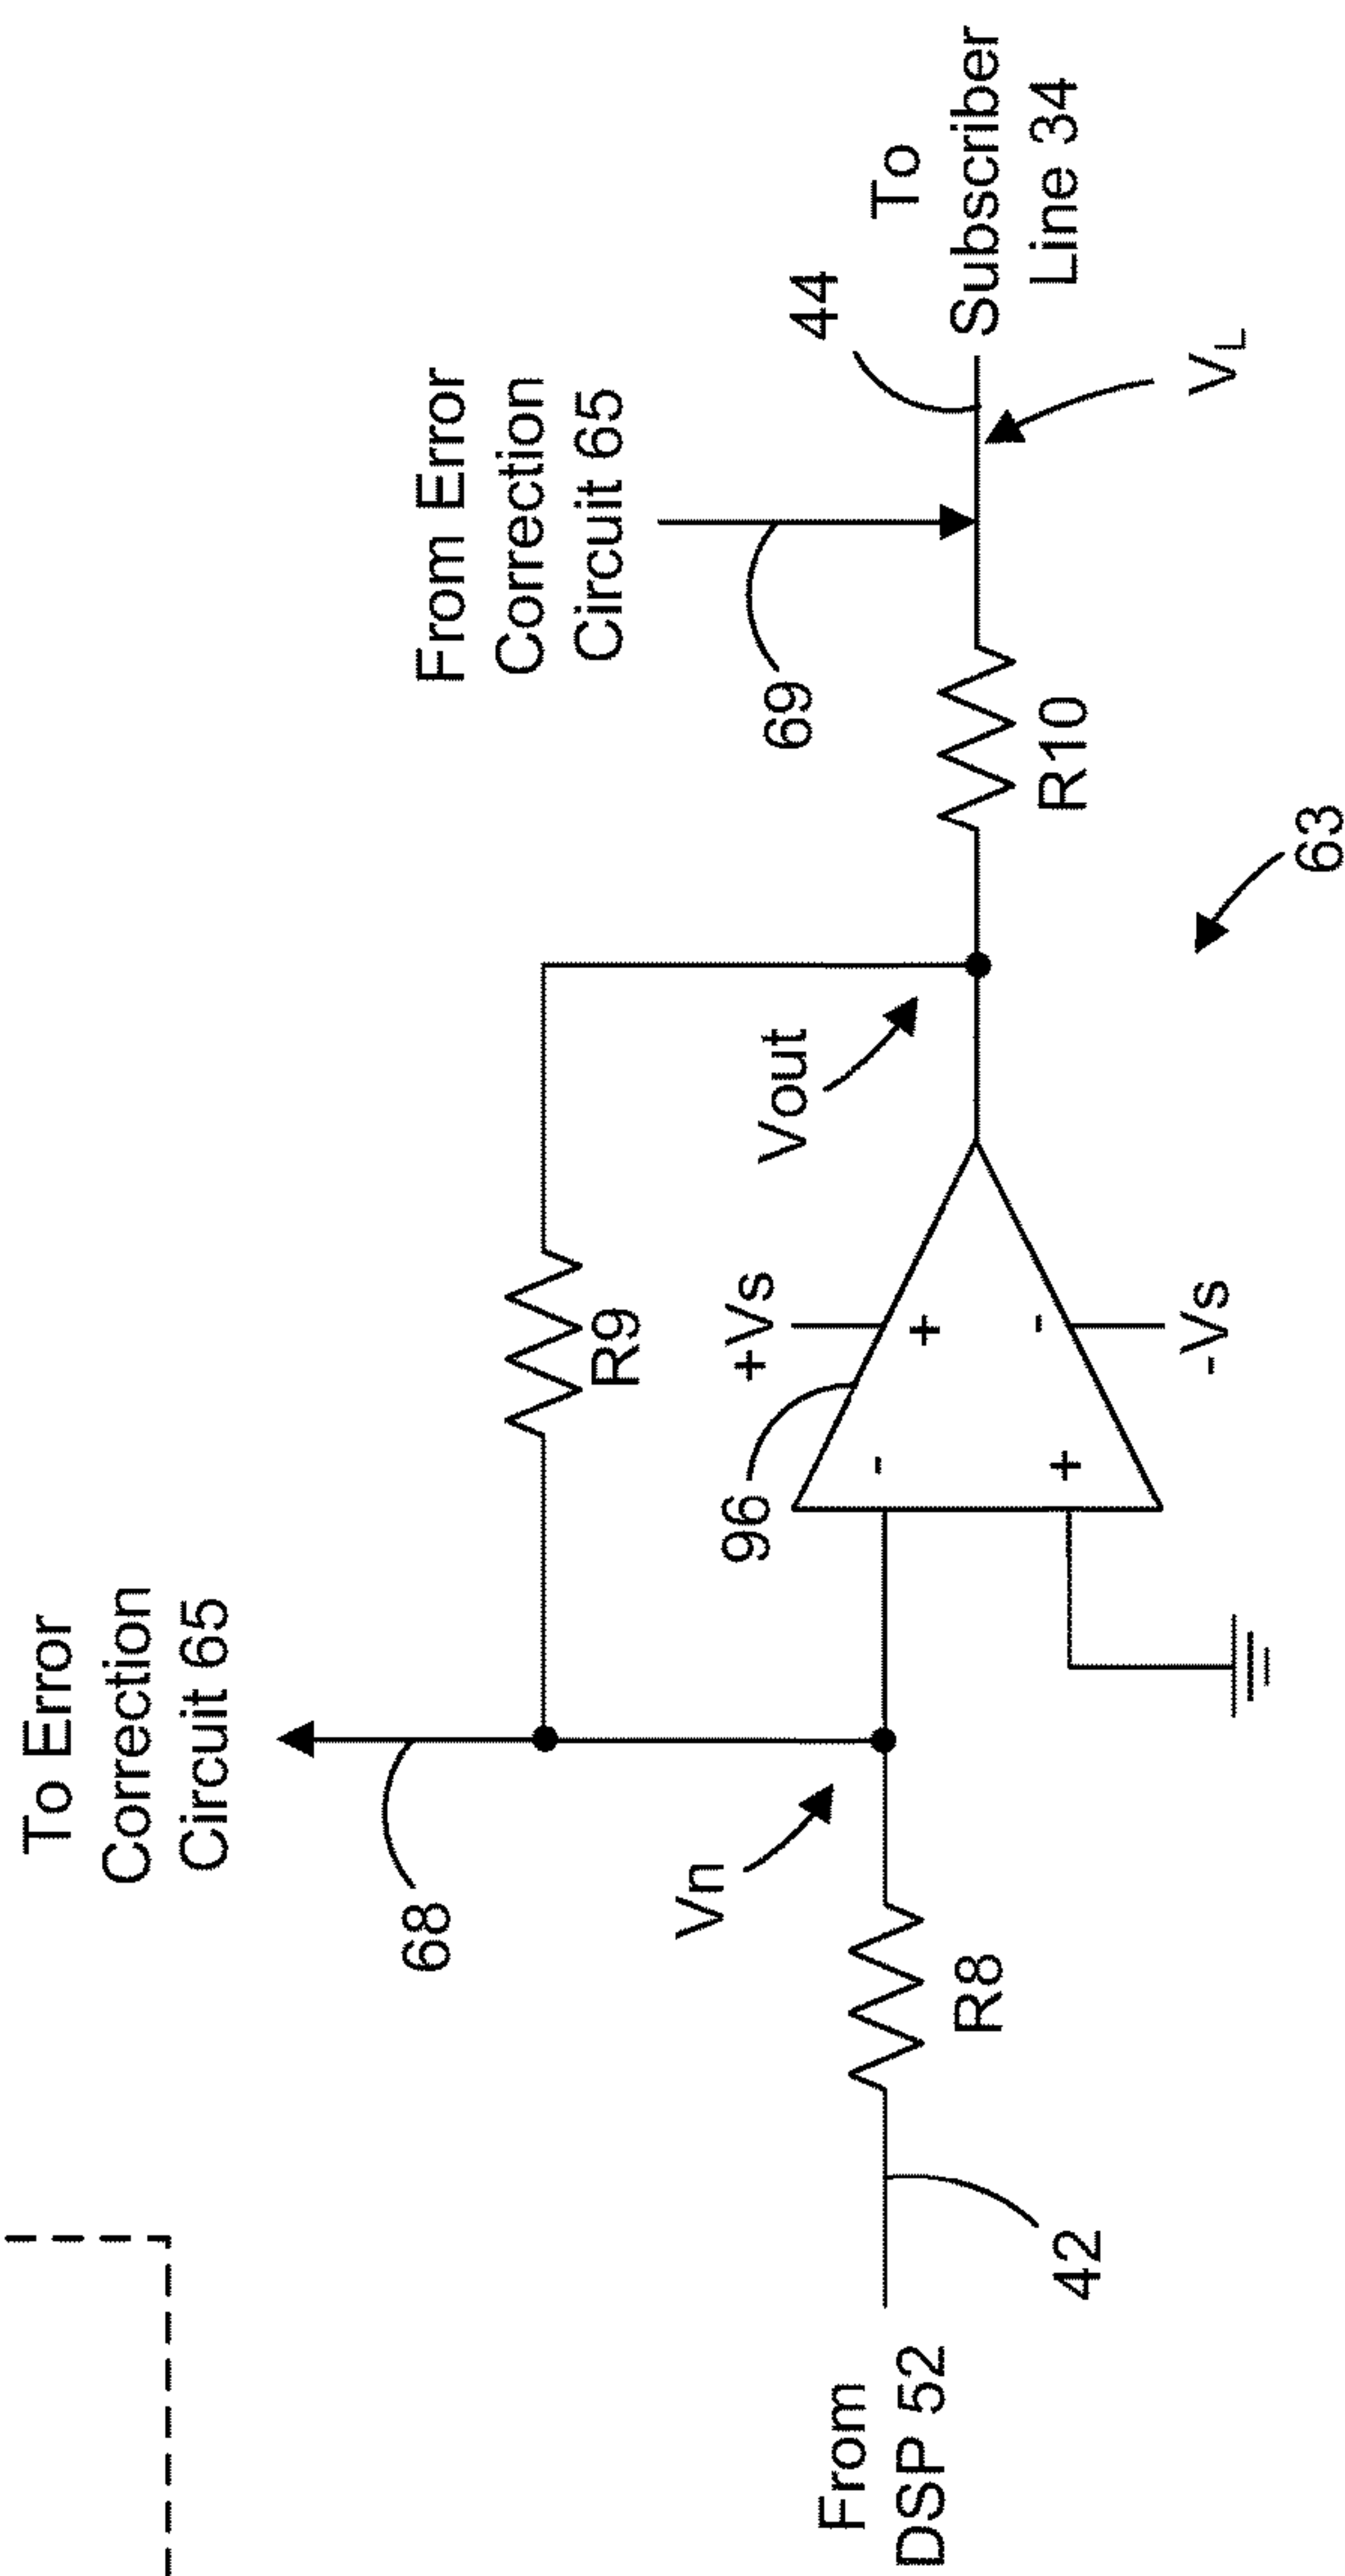 To Error
Correction
Circuit 65
From Error
Correction
Circuit 65
68
69
44
To
Subscriber
Line 34
R9
Vn
Vout
VL
96
+Vs
-
+
+
-
-Vs
R8
R10
From
DSP 52
42
63